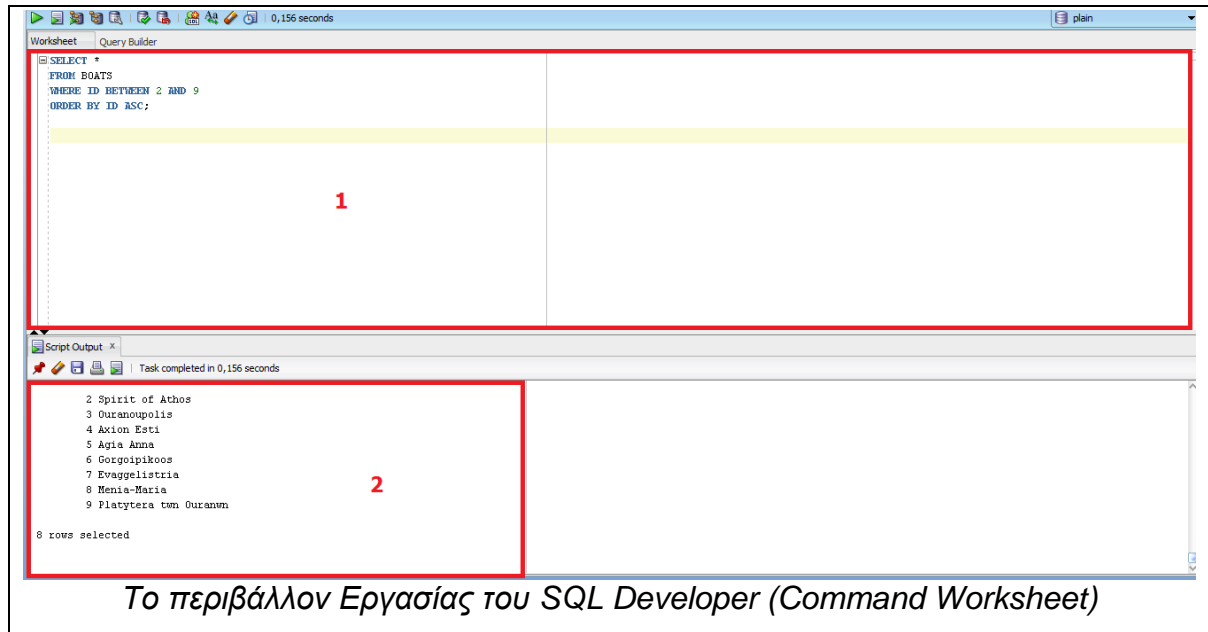 0,156 seconds
plain
Worksheet Query Builder
SELECT *
FROM BOATS
WHERE ID BETWEEN 2 AND 9
ORDER BY ID ASC;
1
Script Output x
Task completed in 0,156 seconds
2 Spirit of Athos
3 Ouranoupolis
4 Axion Esti
5 Agia Anna
6 Gorgoipikoos
7 Evaggelistria
8 Menia-Maria
9 Platytera twn Ouranwn
2
8 rows selected
Το περιβάλλον Εργασίας του SQL Developer (Command Worksheet)